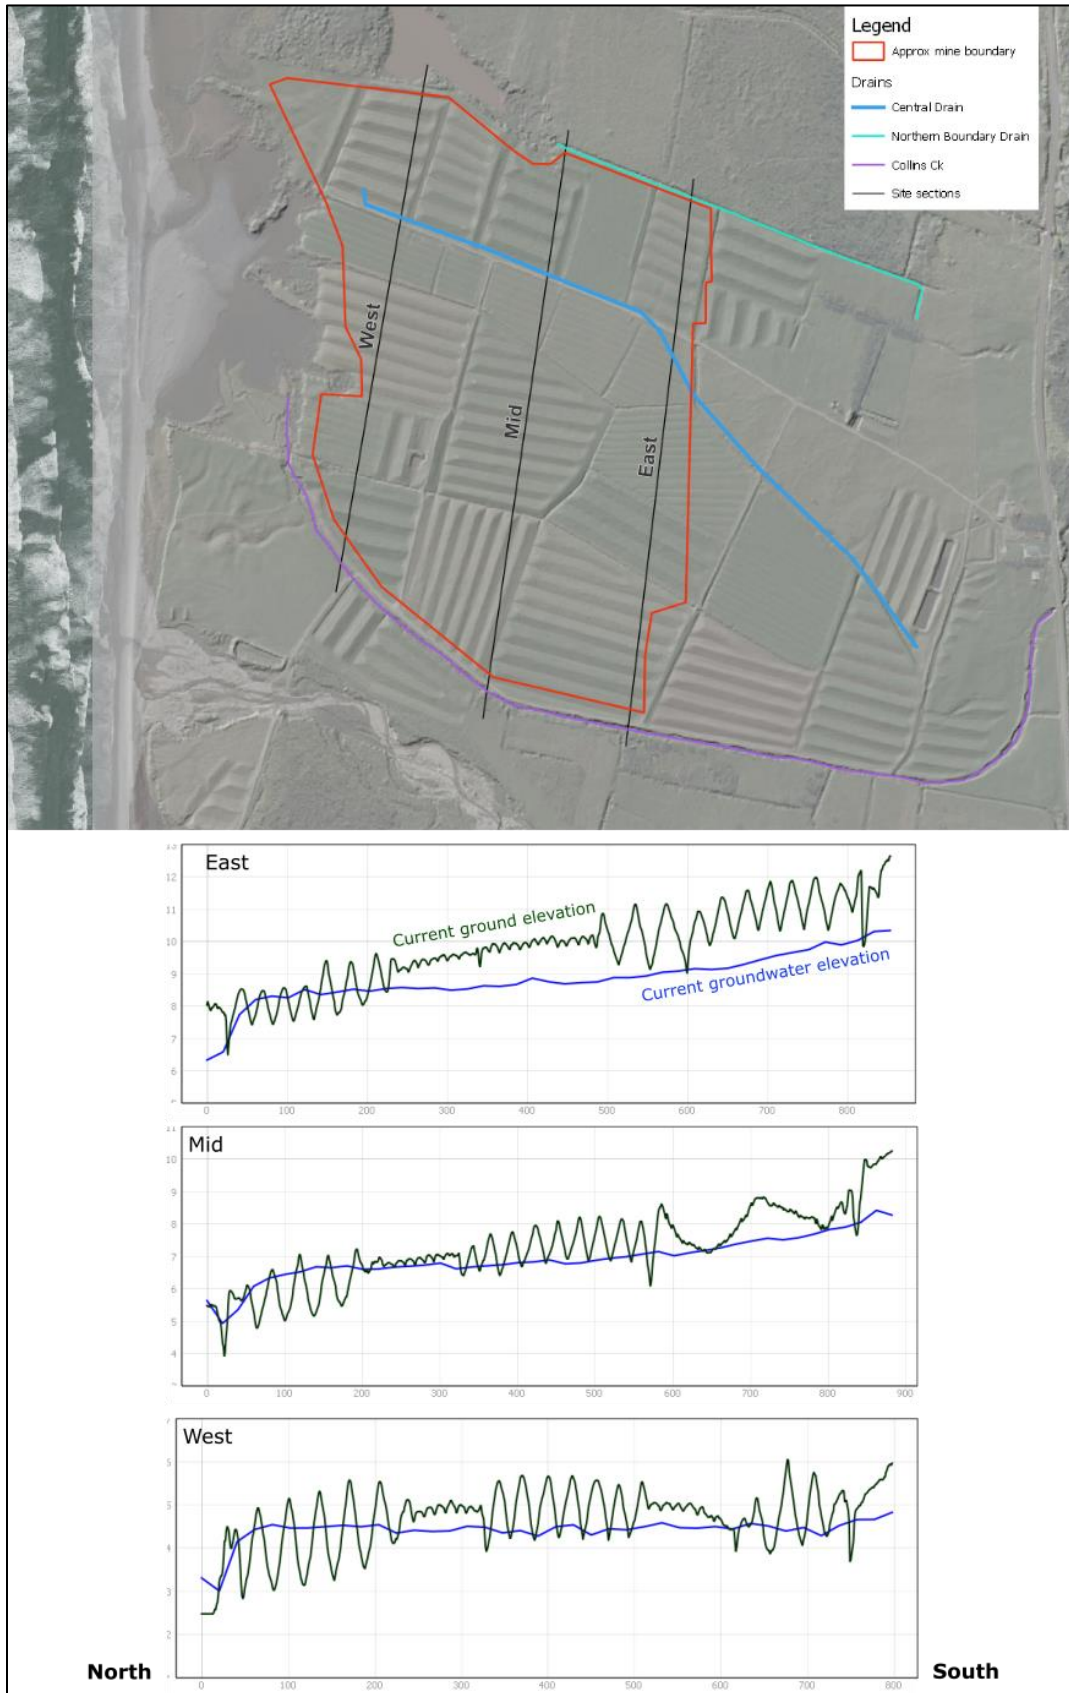 Legend
Approx mine boundary
Drains
Central Drain
Northern Boundary Drain
Collins Ck
Site sections
West
Mid
East
East
12
11
10
9
8
7
6
Current ground elevation
Current groundwater elevation
0 100 200 300 400 500 600 700 800
Mid
11
10
9
8
7
6
5
4
0 100 200 300 400 500 600 700 800 900
West
5
4
3
2
0 100 200 300 400 500 600 700 800
North
South